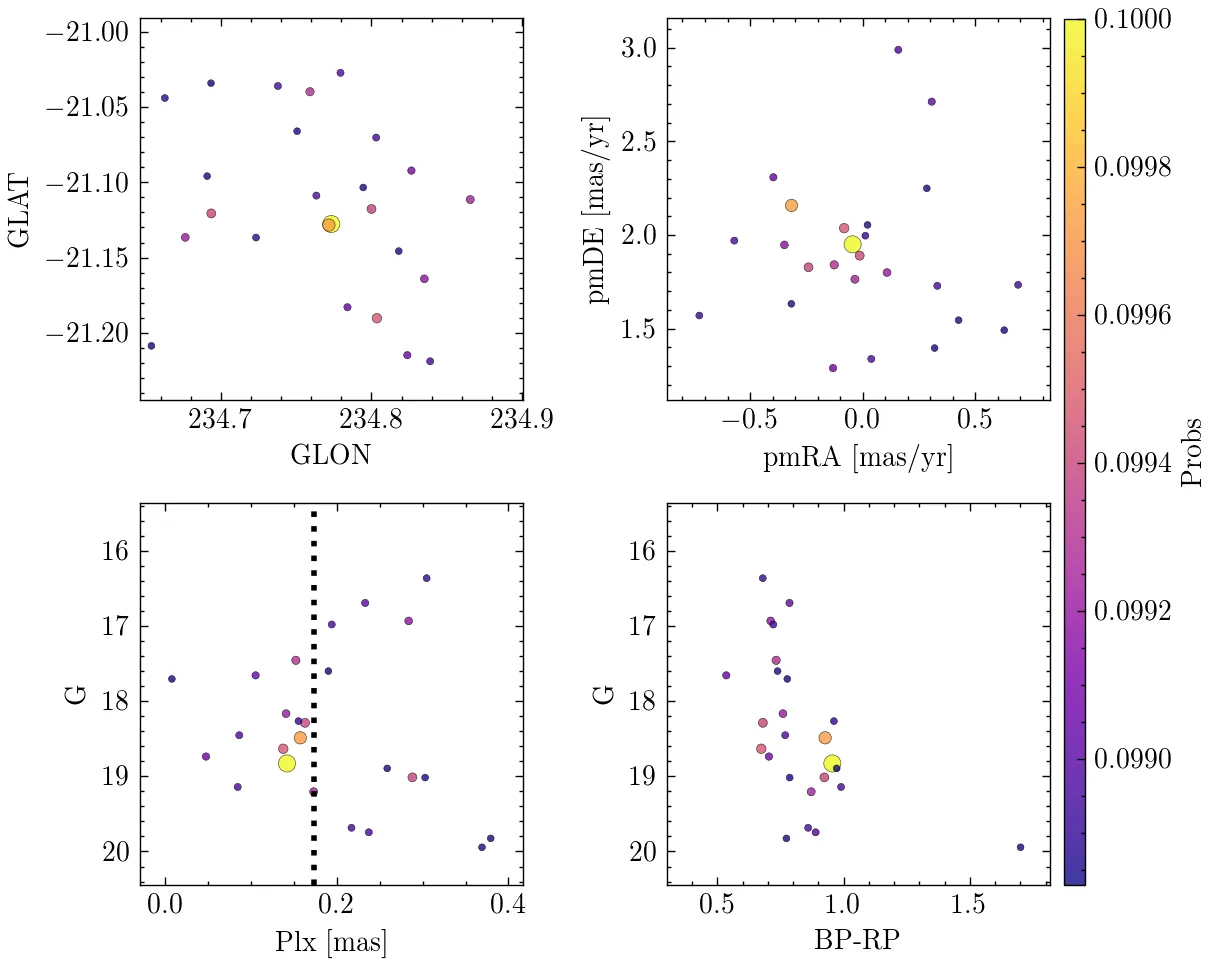 −21.00
−21.05
−21.10
−21.15
−21.20
GLAT
234.7 234.8 234.9
GLON
3.0
2.5
2.0
1.5
pmDE [mas/yr]
−0.5 0.0 0.5
pmRA [mas/yr]
16
17
18
19
20
G
0.0 0.2 0.4
Plx [mas]
16
17
18
19
20
G
0.5 1.0 1.5
BP-RP
0.1000
0.0998
0.0996
0.0994
0.0992
0.0990
Probs